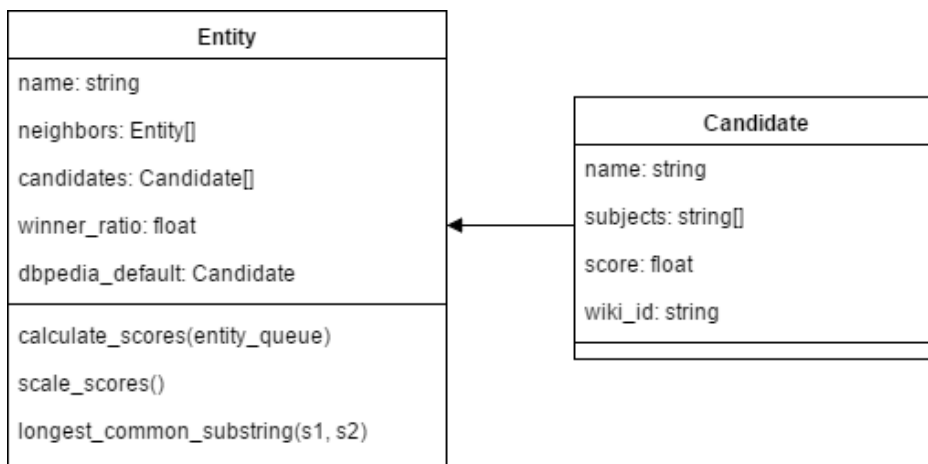 Entity
name: string
neighbors: Entity[]
candidates: Candidate[]
winner_ratio: float
dbpedia_default: Candidate
calculate_scores(entity_queue)
scale_scores()
longest_common_substring(s1, s2)
Candidate
name: string
subjects: string[]
score: float
wiki_id: string